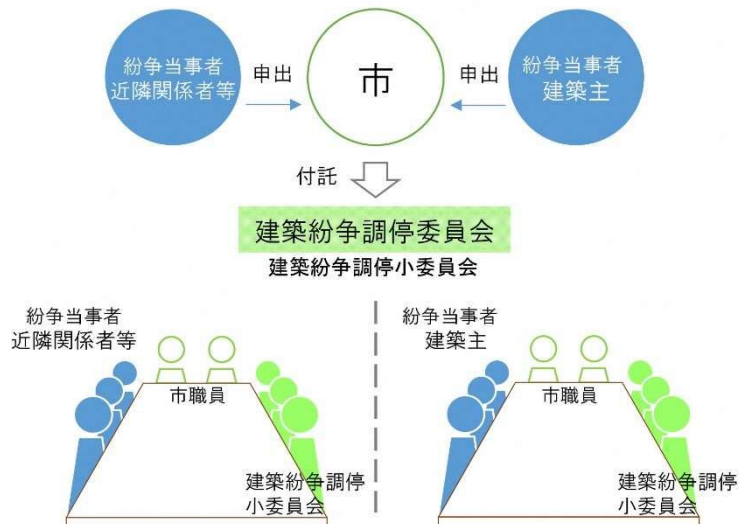 紛争当事者
近隣関係者等
申出
市
申出
紛争当事者
建築主
付託
建築紛争調停委員会
建築紛争調停小委員会
紛争当事者
近隣関係者等
市職員
建築紛争調停
小委員会
紛争当事者
建築主
市職員
建築紛争調停
小委員会